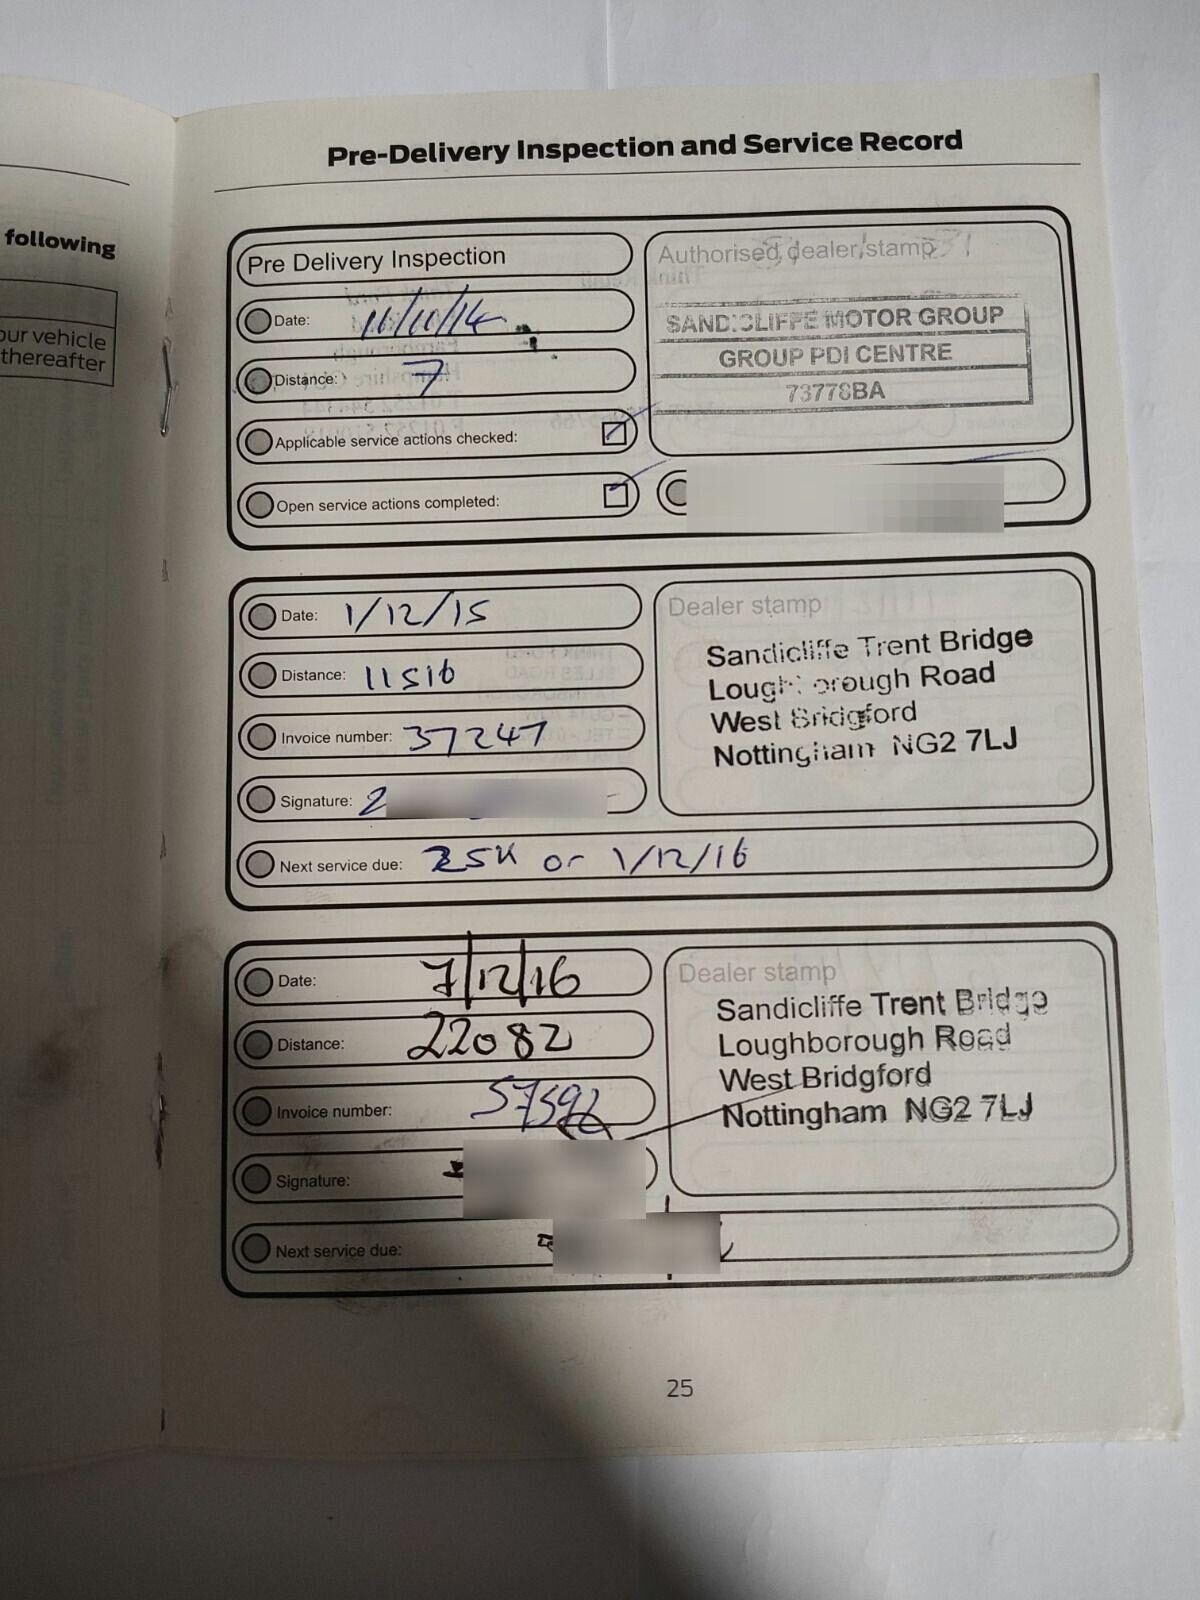 following
our vehicle
thereafter
Pre-Delivery Inspection and Service Record
Pre Delivery Inspection
Date:
Distance: 7
Applicable service actions checked:
Open service actions completed:
Authorised dealer stamp
SANDICLIFFE MOTOR GROUP
GROUP PDI CENTRE
73778BA
Date: 1/12/15
Distance: 11516
Invoice number: 37247
Signature:
Next service due: 25K or 1/12/16
Dealer stamp
Sandicliffe Trent Bridge
Loughborough Road
West Bridgford
Nottingham NG2 7LJ
Date: 7/12/16
Distance: 22082
Invoice number:
Signature:
Next service due:
Dealer stamp
Sandicliffe Trent Bridge
Loughborough Road
West Bridgford
Nottingham NG2 7LJ
25